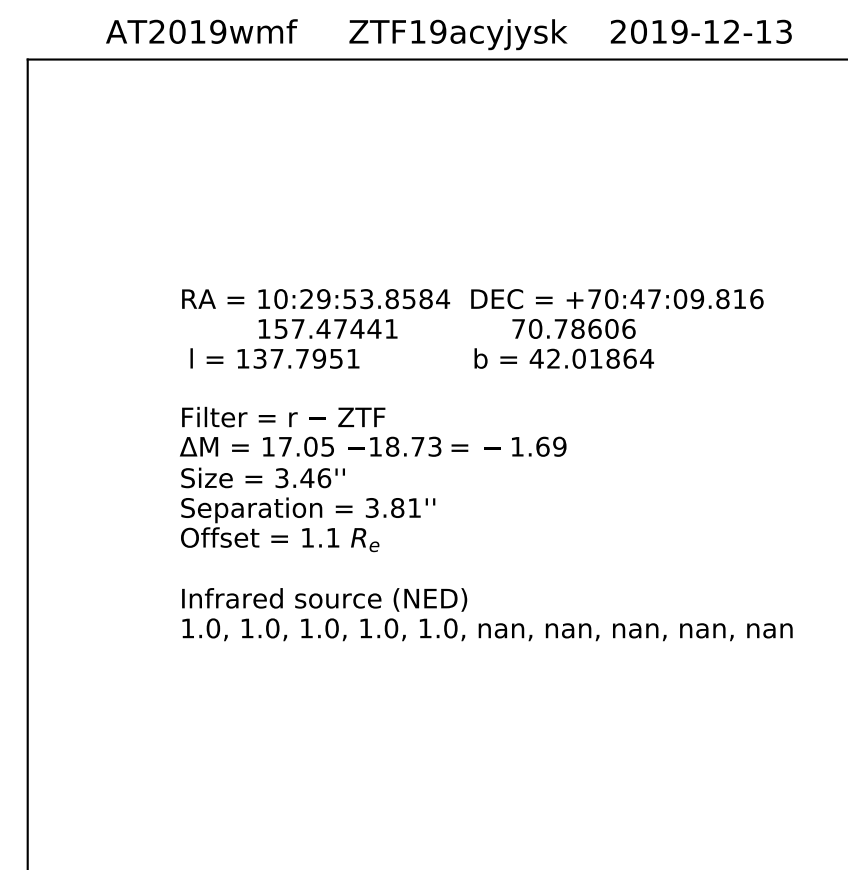 AT2019wmf ZTF19acyjysk 2019-12-13
RA = 10:29:53.8584 DEC = +70:47:09.816
157.47441 70.78606
l = 137.7951 b = 42.01864
Filter = r − ZTF
ΔM = 17.05 −18.73 = − 1.69
Size = 3.46''
Separation = 3.81''
Offset = 1.1 Re
Infrared source (NED)
1.0, 1.0, 1.0, 1.0, 1.0, nan, nan, nan, nan, nan